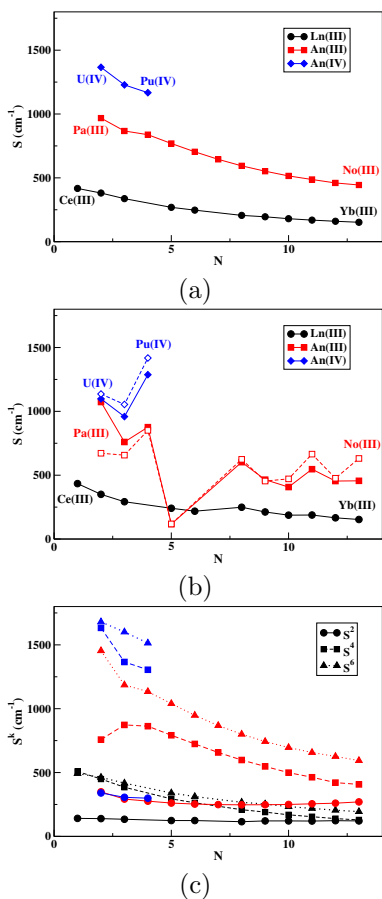 1500
1000
500
0
S (cm⁻¹)
Ln(III)
An(III)
An(IV)
U(IV)
Pu(IV)
Pa(III)
No(III)
Ce(III)
Yb(III)
0
5
10
N
(a)
1500
1000
500
0
S (cm⁻¹)
Ln(III)
An(III)
An(IV)
U(IV)
Pu(IV)
Pa(III)
No(III)
Ce(III)
Yb(III)
0
5
10
N
(b)
1500
1000
500
0
Sᵏ (cm⁻¹)
S²
S⁴
S⁶
0
5
10
N
(c)